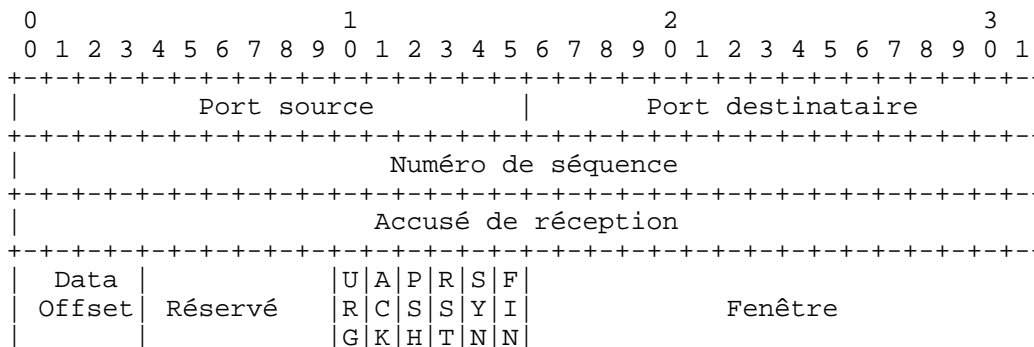 0                   1                   2                   3
 0 1 2 3 4 5 6 7 8 9 0 1 2 3 4 5 6 7 8 9 0 1 2 3 4 5 6 7 8 9 0 1
+-+-+-+-+-+-+-+-+-+-+-+-+-+-+-+-+-+-+-+-+-+-+-+-+-+-+-+-+-+-+-+-
|           Port source         |       Port destinataire
+-+-+-+-+-+-+-+-+-+-+-+-+-+-+-+-+-+-+-+-+-+-+-+-+-+-+-+-+-+-+-+-
|                       Numéro de séquence
+-+-+-+-+-+-+-+-+-+-+-+-+-+-+-+-+-+-+-+-+-+-+-+-+-+-+-+-+-+-+-+-
|                      Accusé de réception
+-+-+-+-+-+-+-+-+-+-+-+-+-+-+-+-+-+-+-+-+-+-+-+-+-+-+-+-+-+-+-+-
|  Data |           |U|A|P|R|S|F|
| Offset| Réservé   |R|C|S|S|Y|I|            Fenêtre
|       |           |G|K|H|T|N|N|